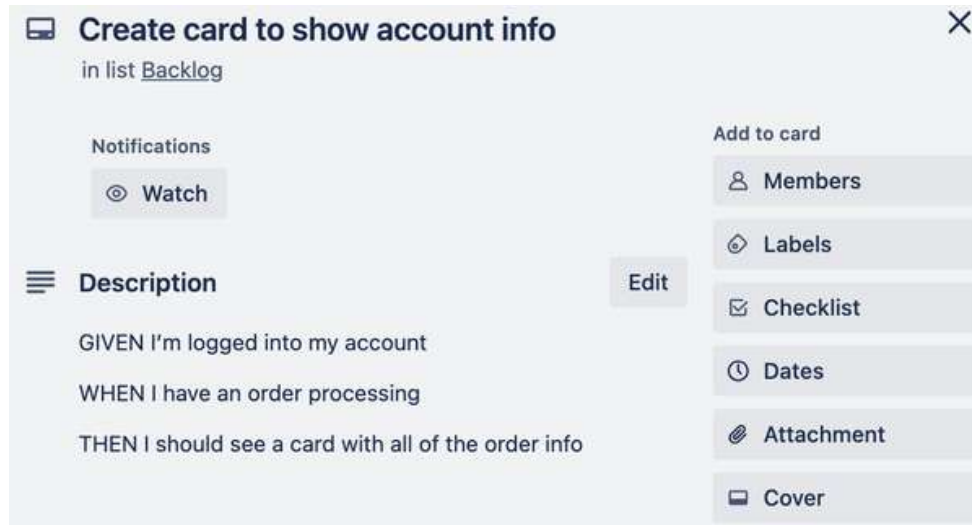 Create card to show account info
in list Backlog
Notifications
Watch
Description
Edit
GIVEN I’m logged into my account
WHEN I have an order processing
THEN I should see a card with all of the order info
Add to card
Members
Labels
Checklist
Dates
Attachment
Cover